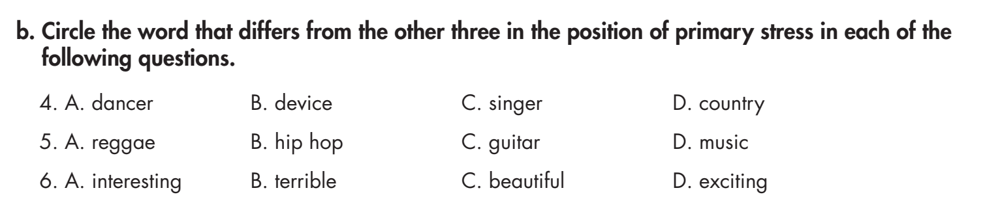 b. Circle the word that differs from the other three in the position of primary stress in each of the
following questions.
4. A. dancer B. device C. singer D. country
5. A. reggae B. hip hop C. guitar D. music
6. A. interesting B. terrible C. beautiful D. exciting